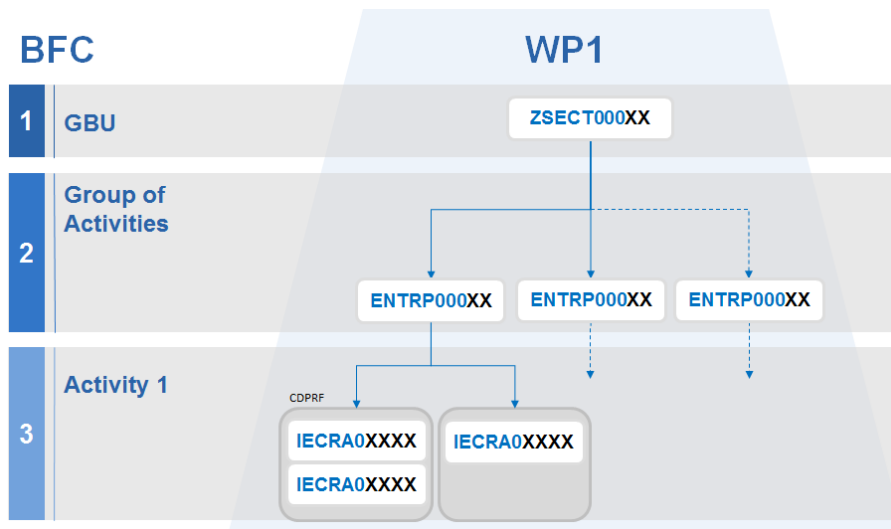 BFC
WP1
1
GBU
ZSECT000XX
2
Group of
Activities
ENTRP000XX
ENTRP000XX
ENTRP000XX
3
Activity 1
CDPRF
IECRA0XXXX
IECRA0XXXX
IECRA0XXXX